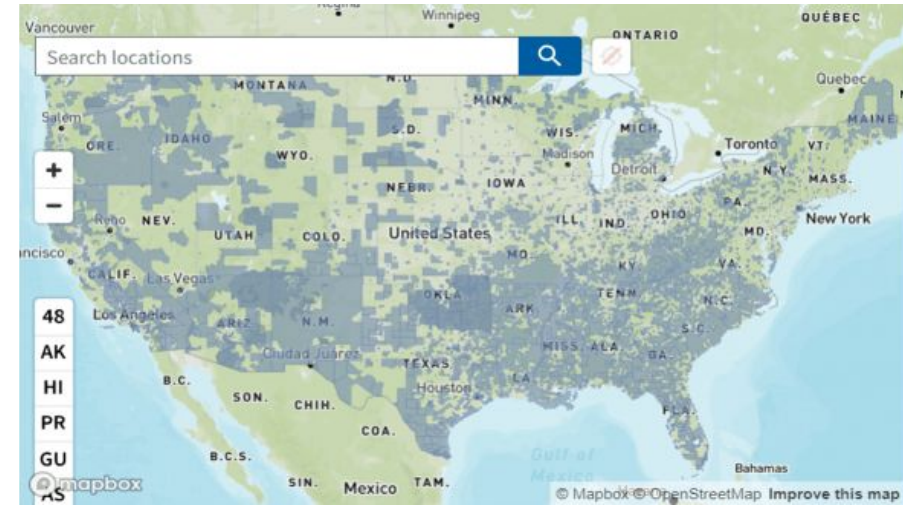 Winnipeg
QUÉBEC
Vancouver
ONTARIO
Search locations
MONTANA
N.D.
Quebec
MINN.
Salem
MAINE
ORE.
IDAHO
S.D.
WIS.
MICH.
Toronto
VT.
WYO.
Madison
Detroit
+
NEBR.
IOWA
N.Y.
MASS.
−
Reno
NEV.
ILL.
IND.
OHIO
PA.
New York
UTAH
COLO.
United States
MD.
ncisco
MO.
CALIF.
Las Vegas
KY.
VA.
OKLA
TENN
N.C.
48
Los Angeles
ARIZ
N.M.
ARK
S.C.
AK
Ciudad Juárez
MISS.
ALA.
GA.
TEXAS
HI
B.C.
Houston
LA.
SON.
CHIH.
PR
FLA.
COA.
GU
B.C.S.
Gulf of
Mexico
Bahamas
mapbox
SIN.
Mexico
TAM.
AS
© Mapbox © OpenStreetMap Improve this map